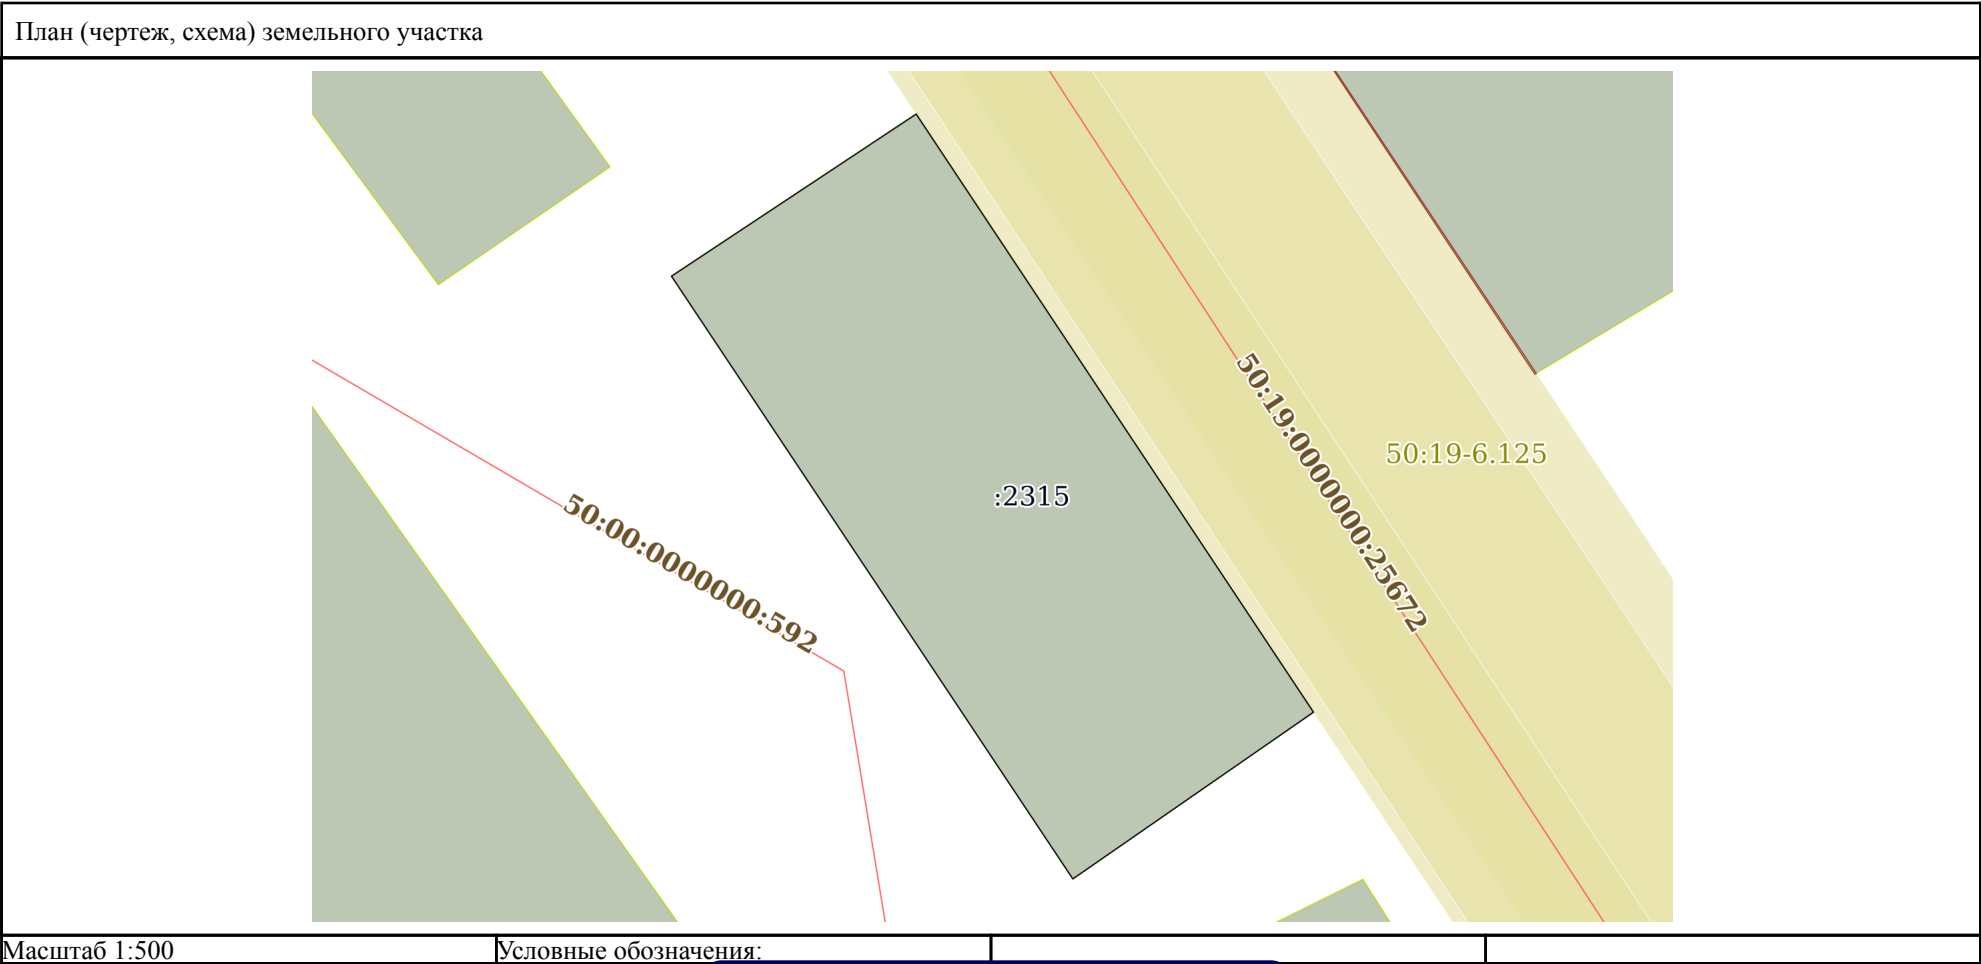 План (чертеж, схема) земельного участка
50:19:0000000:25672
50:19-6.125
:2315
50:00:0000000:592
Масштаб 1:500
Условные обозначения: